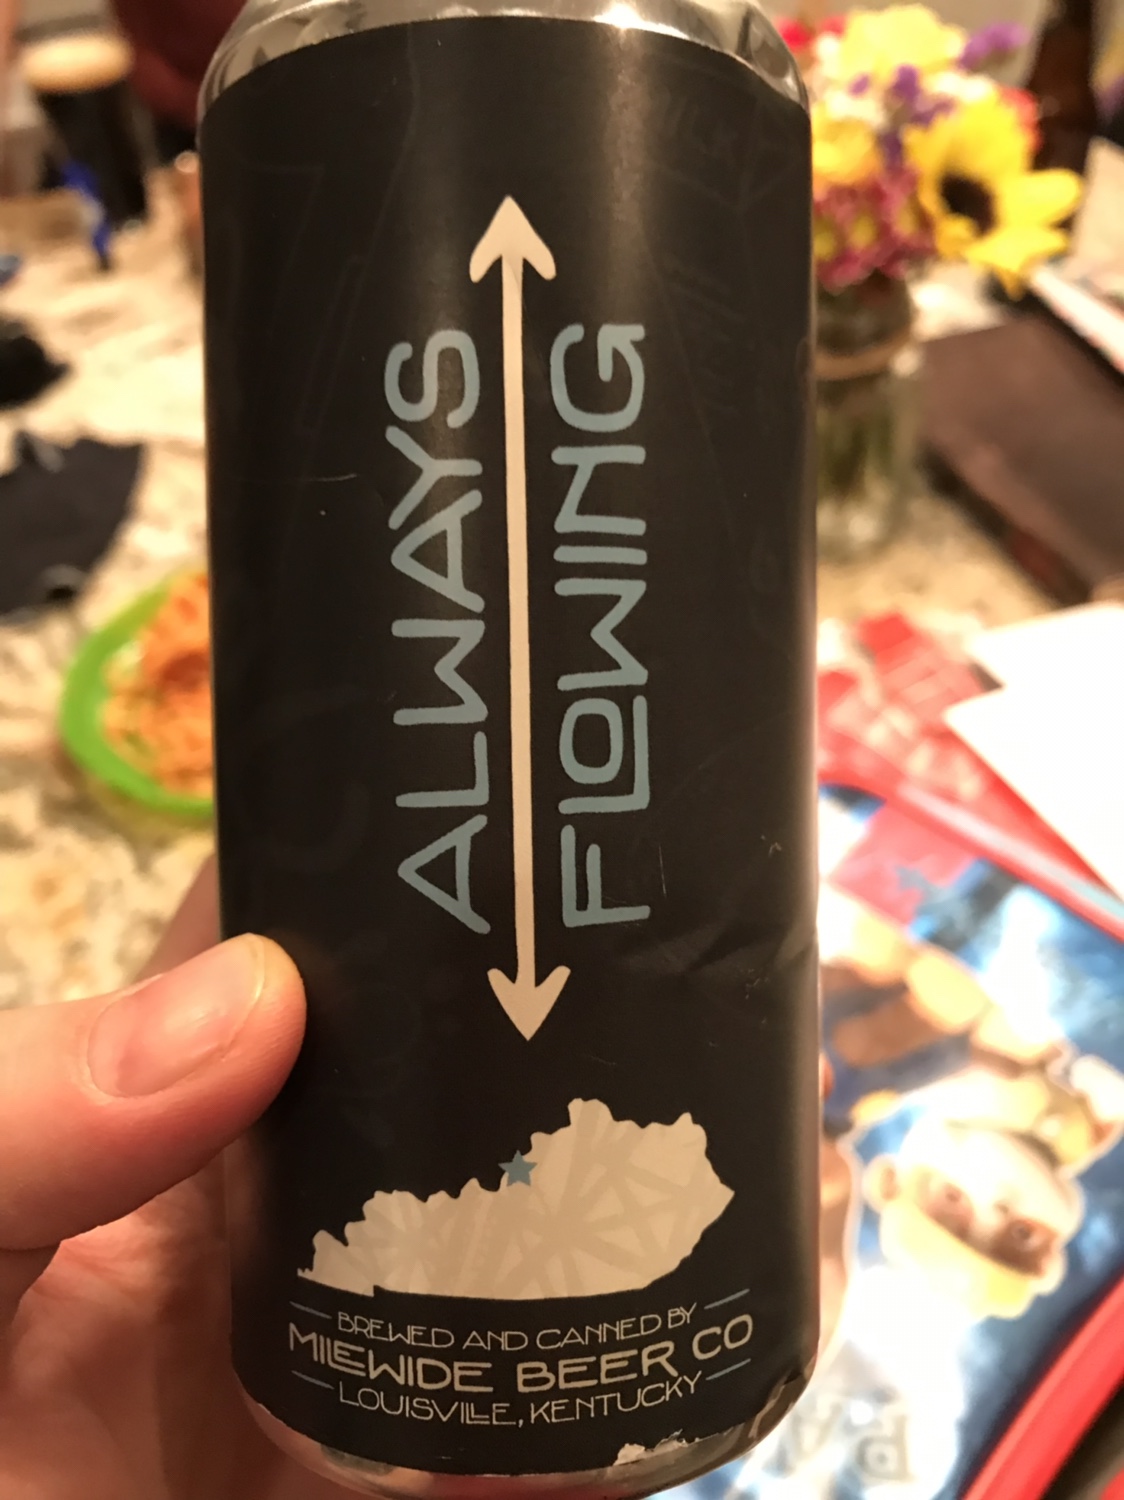 ALWAYS
FLOWING
BREWED AND CANNED BY
MILEWIDE BEER CO
LOUISVILLE, KENTUCKY